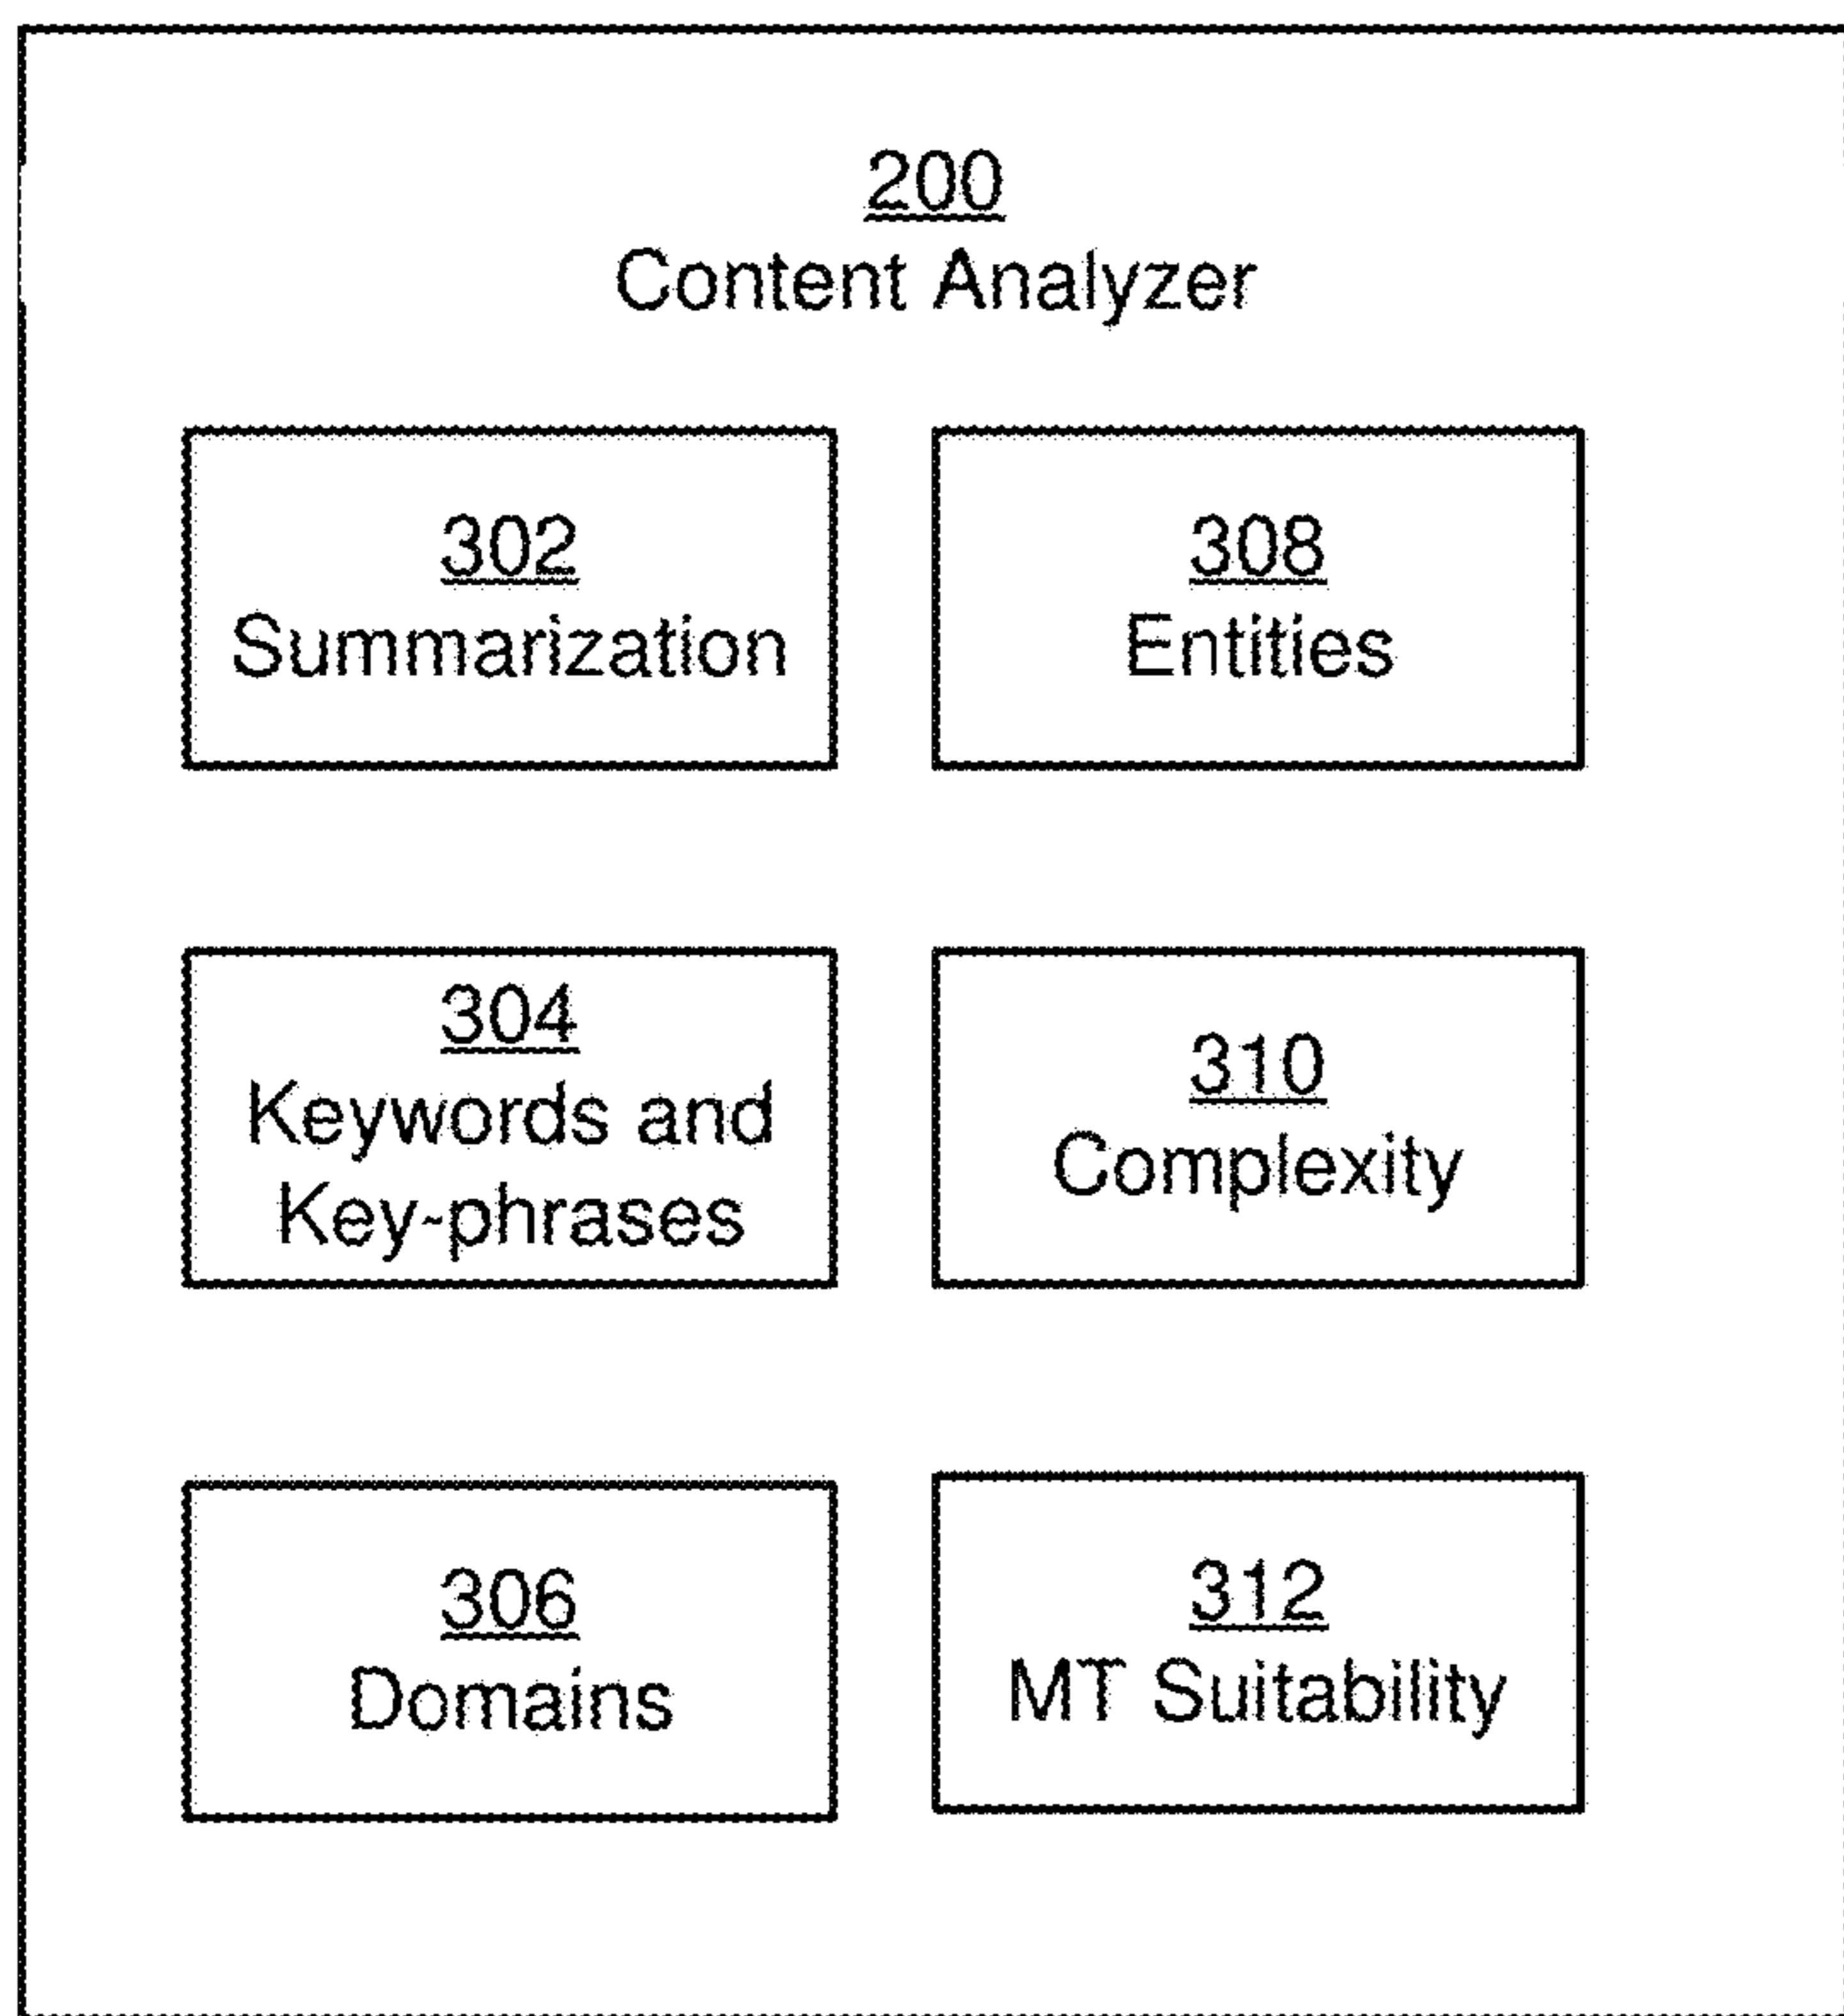 200
Content Analyzer
302
Summarization
308
Entities
304
Keywords and
Key-phrases
310
Complexity
306
Domains
312
MT Suitability